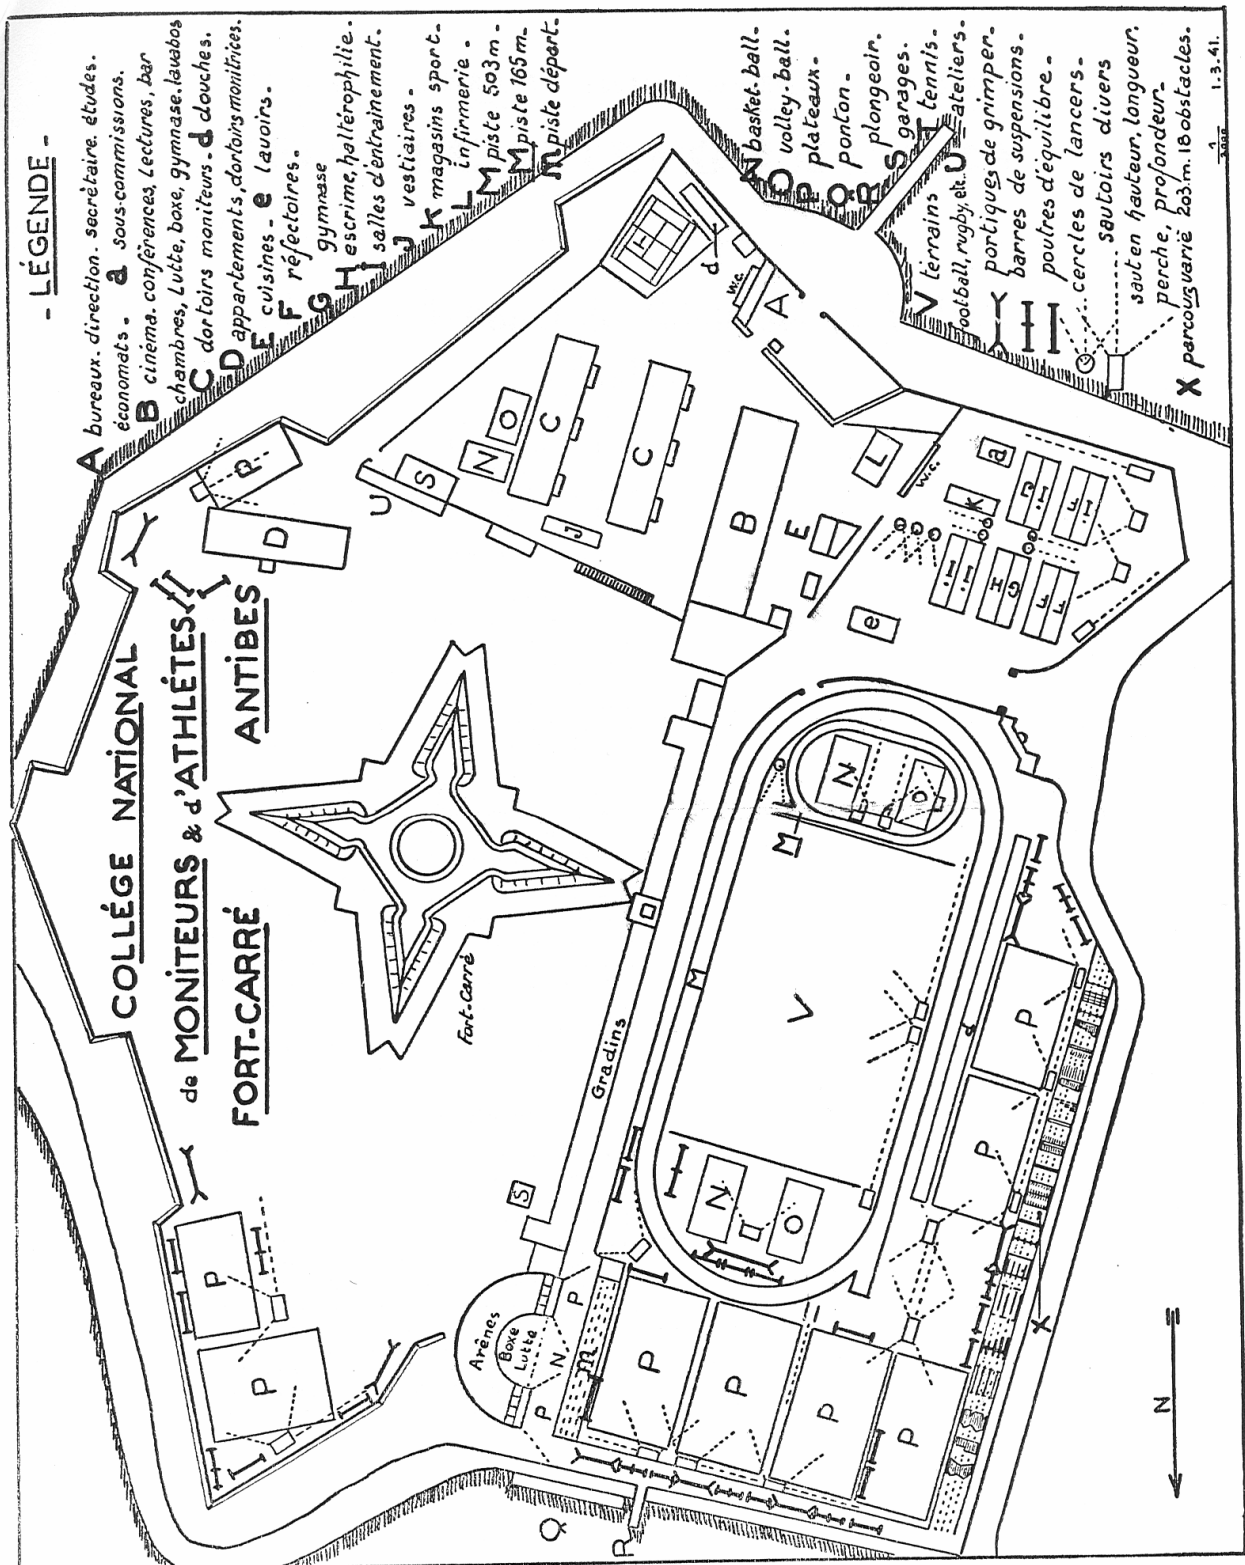 - LÉGENDE -
A bureaux. direction. secrétaire. études.
économats. a sous-commissions.
B cinéma. conférences, Lectures, bar
chambres, Lutte, boxe, gymnase. lavabos
C dortoirs moniteurs - d douches.
D appartements, dortoirs monitrices.
E cuisines - e lavoirs.
F réfectoires.
G gymnase
H escrime, haltérophilie.
I salles d'entrainement.
J vestiaires -
K magasins sport.
L infirmerie -
M piste 503 m -
M piste 165 m -
m piste départ -
N basket-ball -
O volley-ball -
P plateaux -
Q ponton -
R plongeoir.
S garages.
T tennis -
U ateliers -
V terrains
football, rugby, etc.
portiques de grimper -
barres de suspensions -
poutres d'équilibre -
cercles de lancers -
sautoirs divers
saut en hauteur, longueur,
perche, profondeur -
X parcours varié 203.m. 18 obstacles.
1.3.41.
COLLÉGE NATIONAL
de MONITEURS & d'ATHLÉTES
FORT-CARRÉ ANTIBES
Fort-Carré
Gradins
Arênes
Boxe
Lutte
N
P
P
P
D
P
U
S
N
O
C
C
J
B
E
T
d
W.C.
A
L
W.C.
a
K
G
I
I
I
F
F
I
I
G
H
F
F
e
S
M
M
V
N
O
N
O
d
P
N
P
m
P
P
P
P
P
P
X
Q
R
N